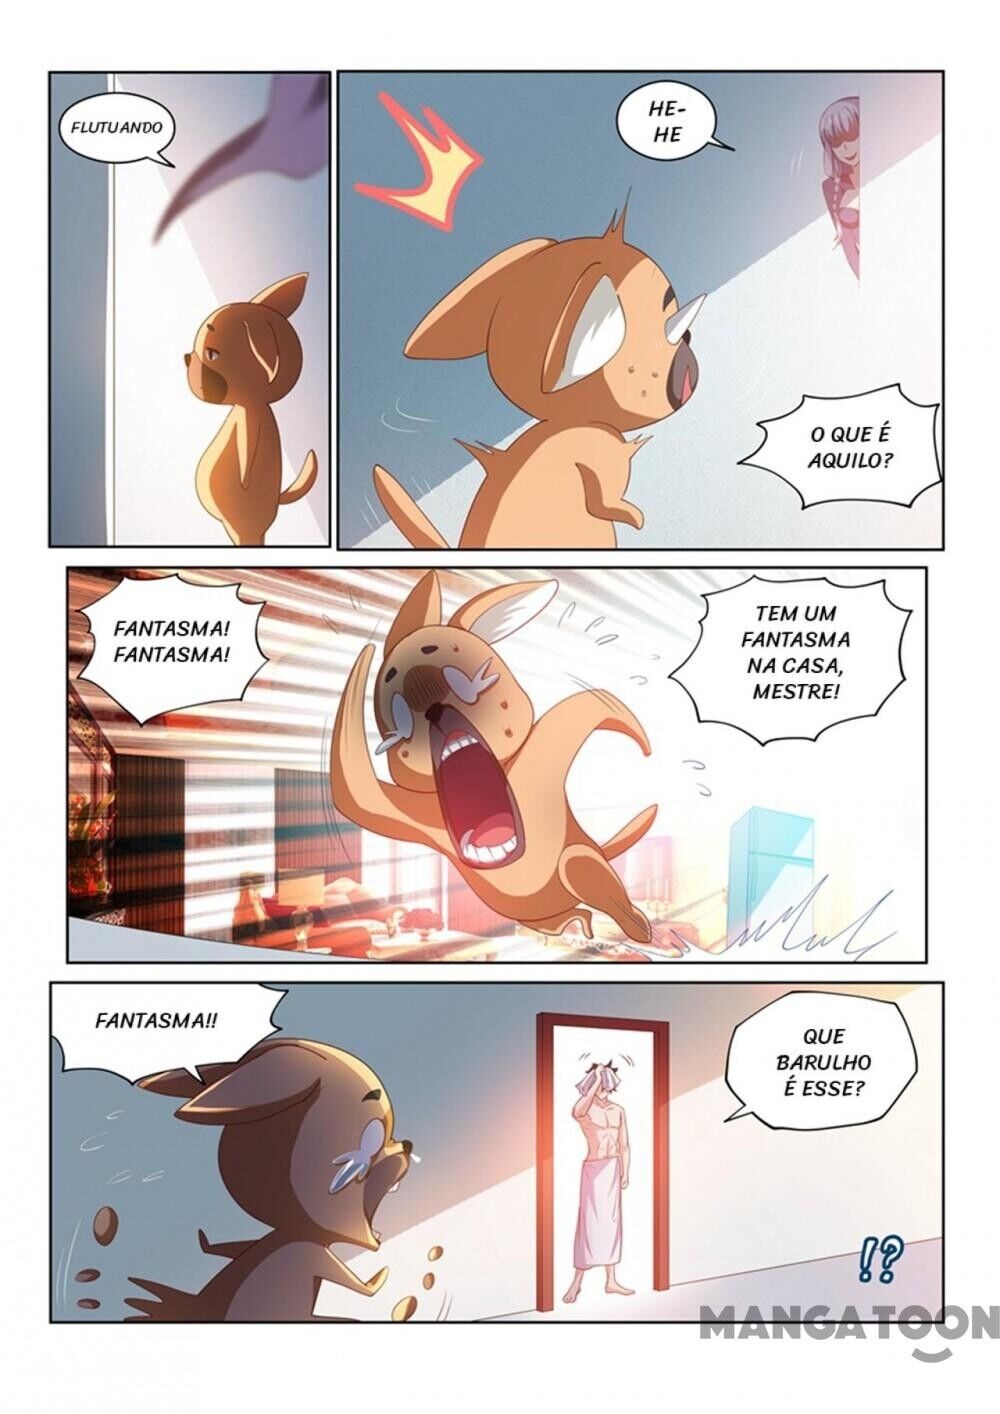 FLUTUANDO
HE-
HE
O QUE É
AQUILO?
FANTASMA!
FANTASMA!
TEM UM
FANTASMA
NA CASA,
MESTRE!
FANTASMA!!
QUE
BARULHO
É ESSE?
!?
MANGATOON